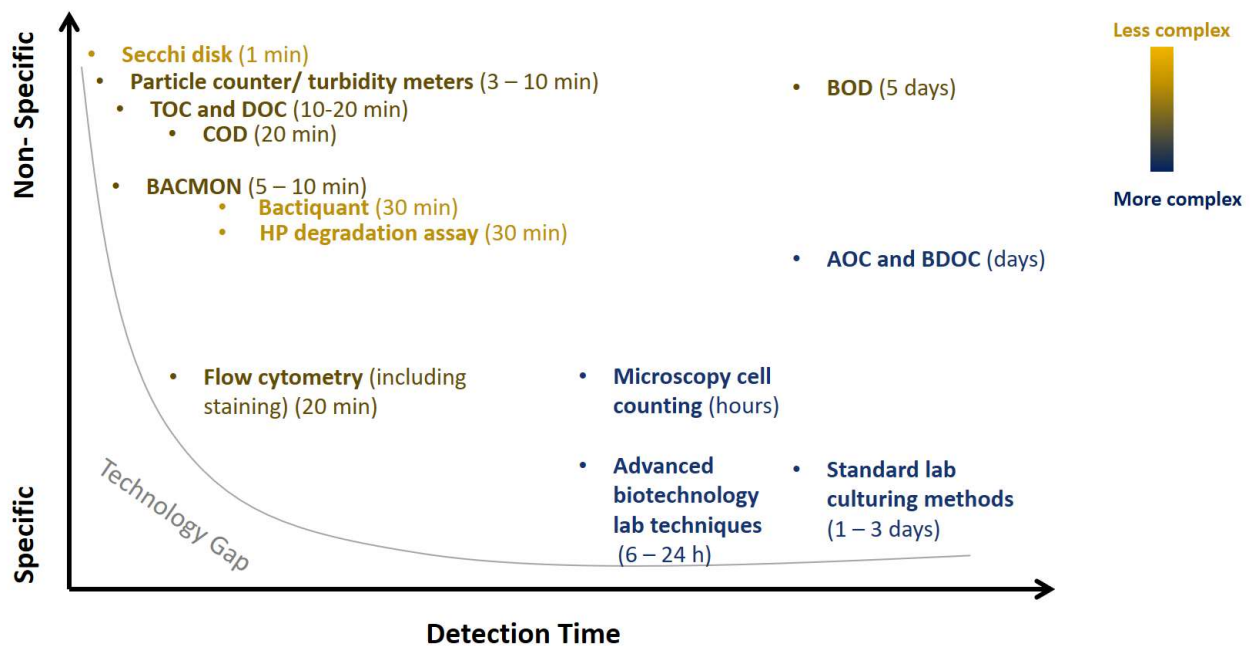 Non- Specific
Specific
• Secchi disk (1 min)
• Particle counter/ turbidity meters (3 – 10 min)
• TOC and DOC (10-20 min)
• COD (20 min)
• BACMON (5 – 10 min)
• Bactiquant (30 min)
• HP degradation assay (30 min)
• Flow cytometry (including
staining) (20 min)
• BOD (5 days)
• AOC and BDOC (days)
• Microscopy cell
counting (hours)
• Advanced
biotechnology
lab techniques
(6 – 24 h)
• Standard lab
culturing methods
(1 – 3 days)
Technology Gap
Detection Time
Less complex
More complex